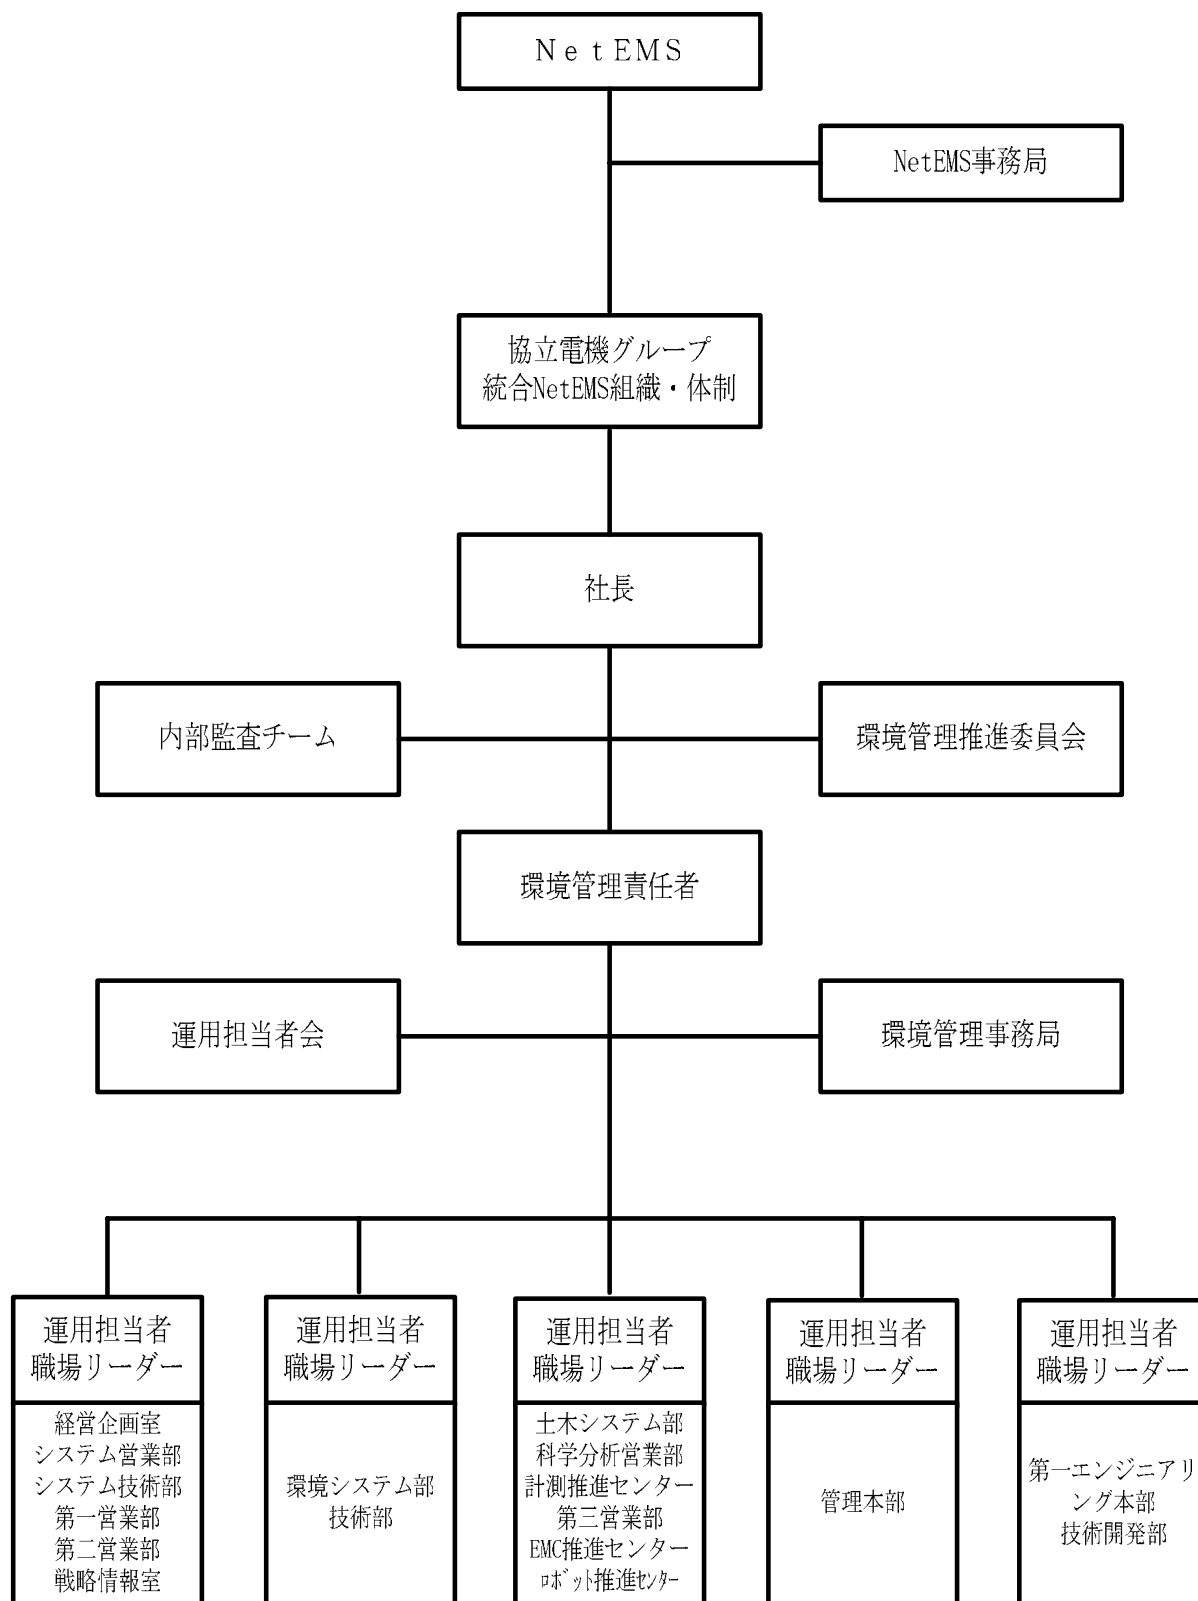 ＮｅｔＥＭＳ
NetEMS事務局
協立電機グループ
統合NetEMS組織・体制
社長
内部監査チーム
環境管理推進委員会
環境管理責任者
運用担当者会
環境管理事務局
運用担当者
職場リーダー
経営企画室
システム営業部
システム技術部
第一営業部
第二営業部
戦略情報室
運用担当者
職場リーダー
環境システム部
技術部
運用担当者
職場リーダー
土木システム部
科学分析営業部
計測推進センター
第三営業部
EMC推進センター
ﾛﾎﾞｯﾄ推進ｾﾝﾀｰ
運用担当者
職場リーダー
管理本部
運用担当者
職場リーダー
第一エンジニアリ
ング本部
技術開発部